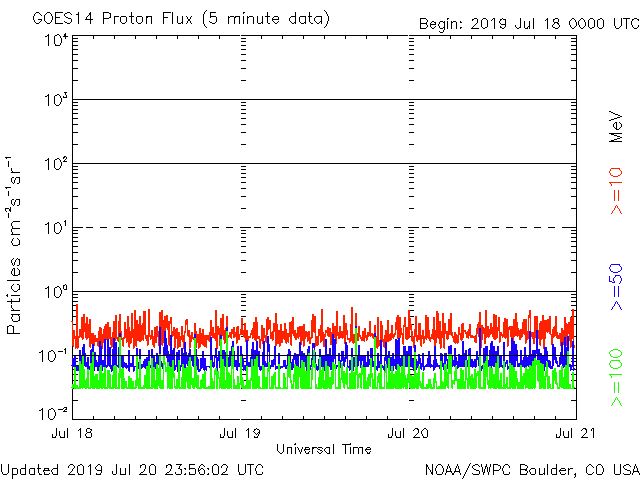 GOES14 Proton Flux (5 minute data)
Begin: 2019 Jul 18 0000 UTC
Particles cm⁻²s⁻¹sr⁻¹
10⁴
10³
10²
10¹
10⁰
10⁻¹
10⁻²
Jul 18
Jul 19
Jul 20
Jul 21
Universal Time
>=10
>=50
>=100
MeV
Updated 2019 Jul 20 23:56:02 UTC
NOAA/SWPC Boulder, CO USA